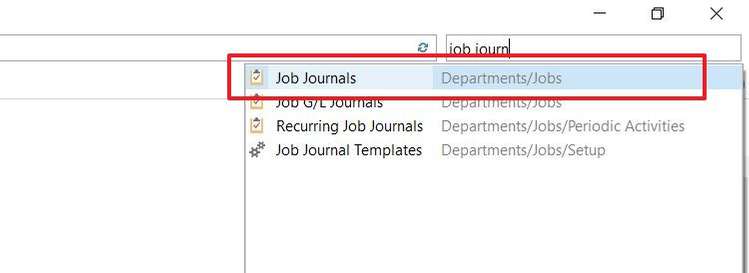 job journ
Job Journals Departments/Jobs
Job G/L Journals Departments/Jobs
Recurring Job Journals Departments/Jobs/Periodic Activities
Job Journal Templates Departments/Jobs/Setup